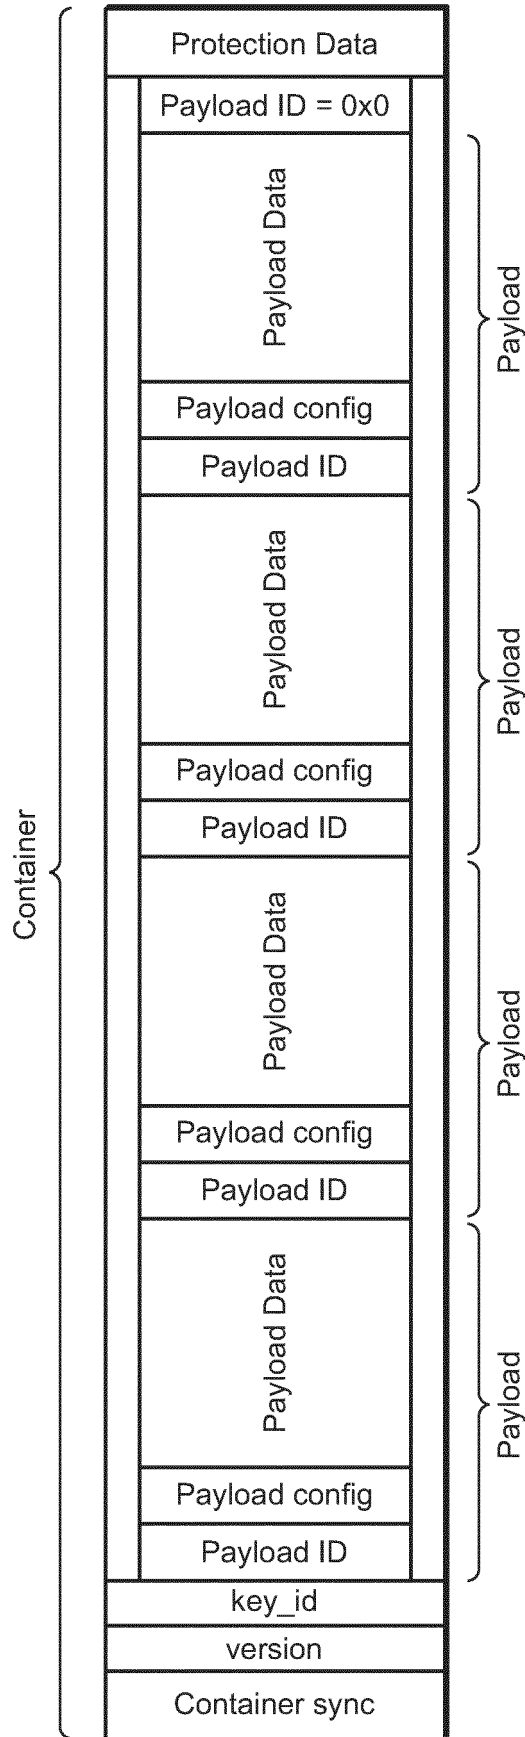 Protection Data
Payload ID = 0x0
Payload Data
Payload config
Payload ID
Payload
Payload Data
Payload config
Payload ID
Payload
Container
Payload Data
Payload config
Payload ID
Payload
Payload Data
Payload config
Payload ID
Payload
key_id
version
Container sync